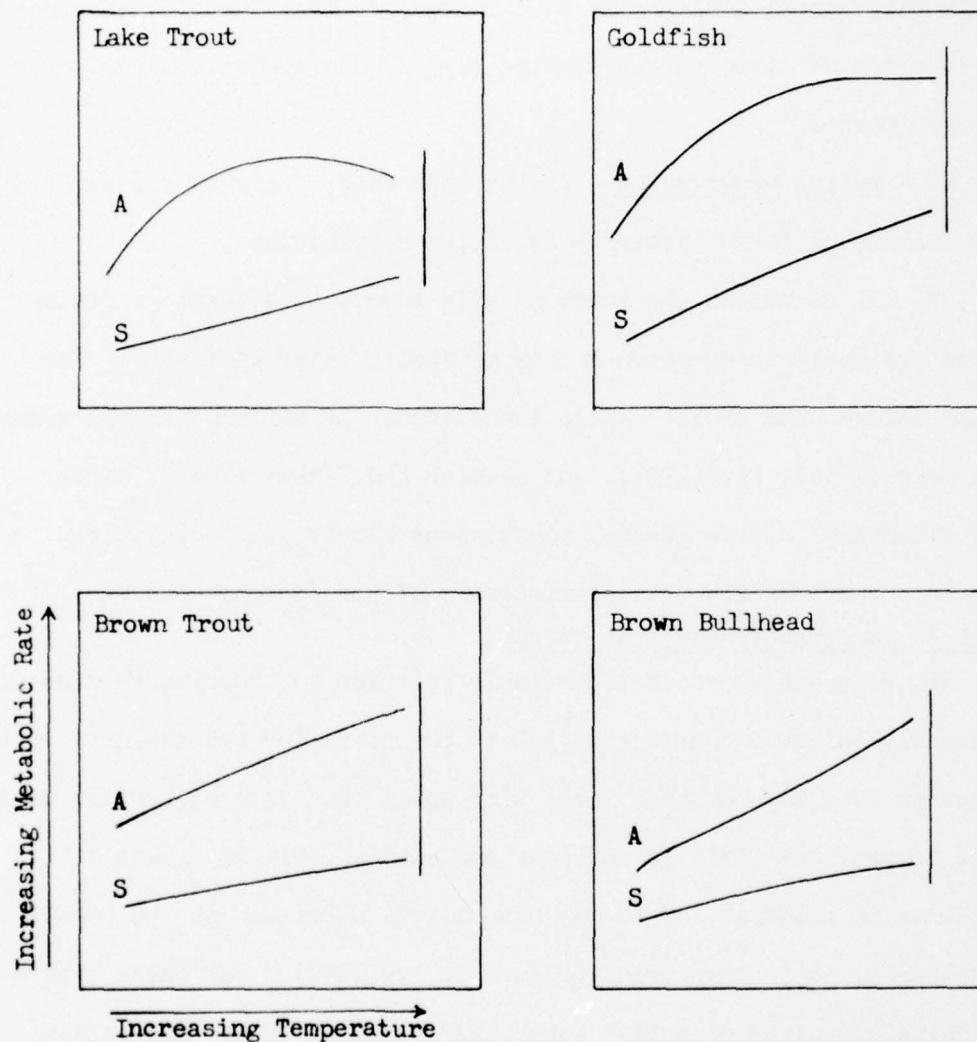 Lake Trout
A
S
Goldfish
A
S
Brown Trout
A
S
Brown Bullhead
A
S
Increasing Metabolic Rate
Increasing Temperature